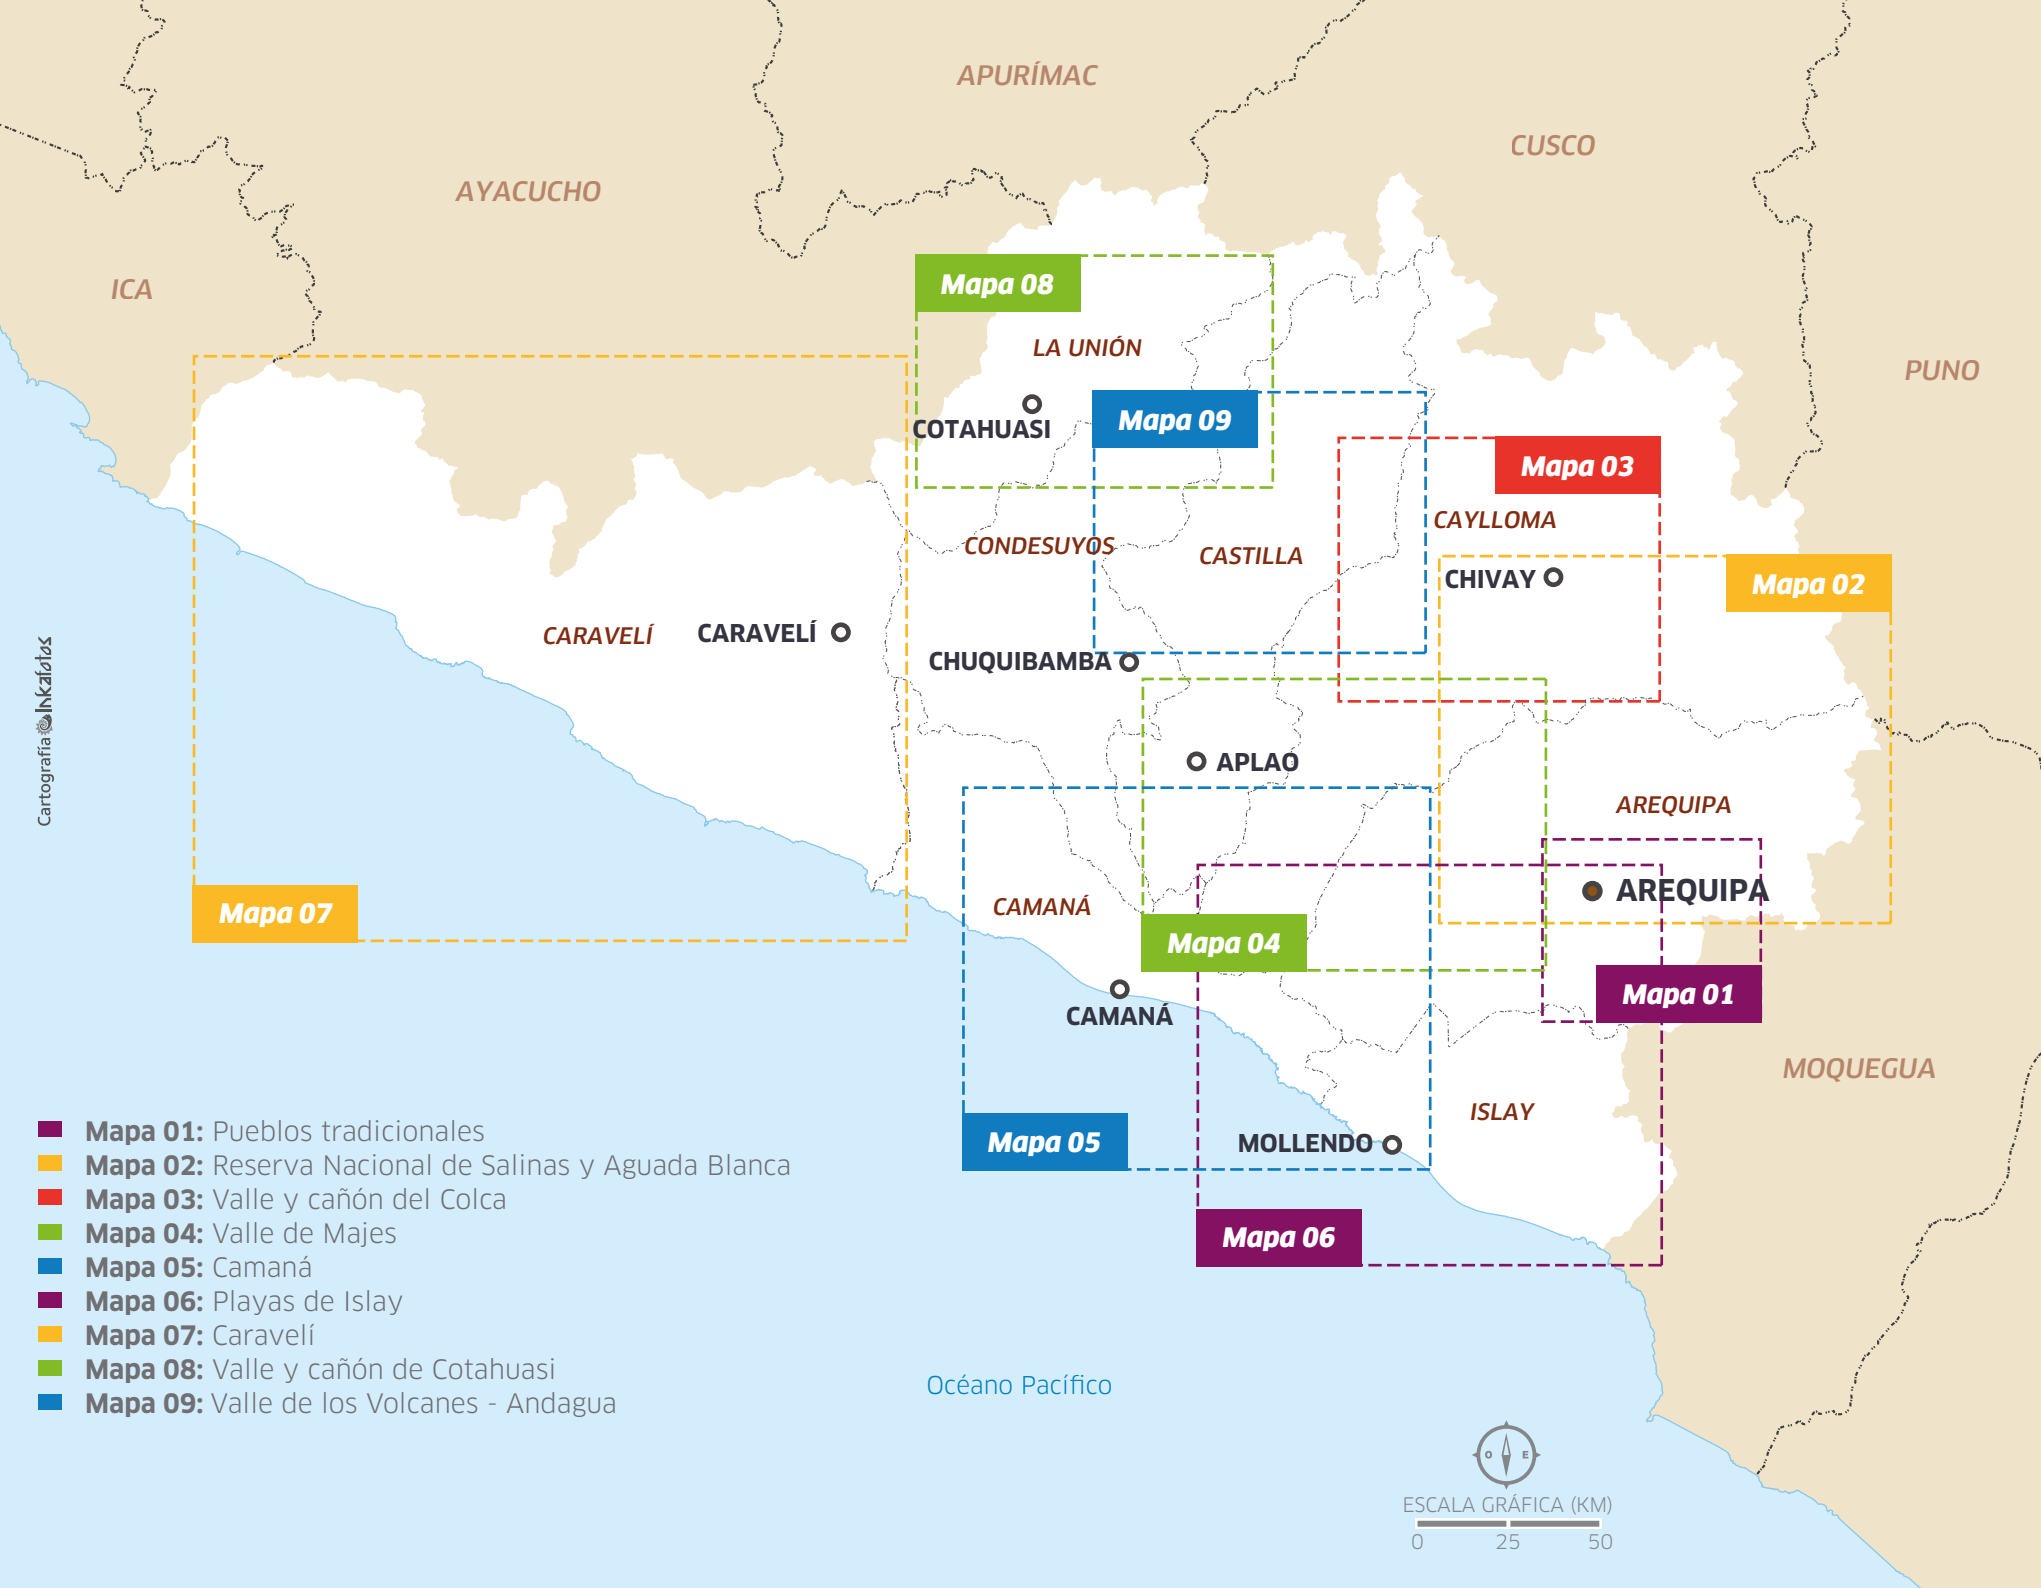 APURÍMAC
CUSCO
AYACUCHO
ICA
Mapa 08
LA UNIÓN
PUNO
COTAHUASI
Mapa 09
Mapa 03
CAYLLOMA
CONDESUYOS
CASTILLA
CHIVAY
Mapa 02
CARAVELÍ
CARAVELÍ
CHUQUIBAMBA
Cartografía Inkafotos
APLAO
AREQUIPA
AREQUIPA
CAMANÁ
Mapa 07
Mapa 04
Mapa 01
CAMANÁ
MOQUEGUA
ISLAY
MOLLENDO
Mapa 05
Mapa 06
Mapa 01: Pueblos tradicionales
Mapa 02: Reserva Nacional de Salinas y Aguada Blanca
Mapa 03: Valle y cañón del Colca
Mapa 04: Valle de Majes
Mapa 05: Camaná
Mapa 06: Playas de Islay
Mapa 07: Caravelí
Mapa 08: Valle y cañón de Cotahuasi
Mapa 09: Valle de los Volcanes - Andagua
Océano Pacífico
O E
ESCALA GRÁFICA (KM)
0 25 50